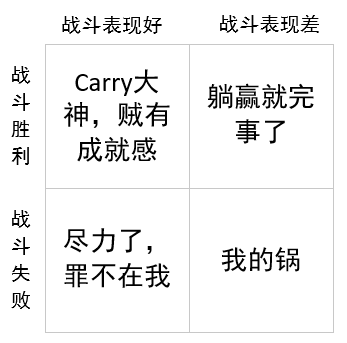 战斗表现好 战斗表现差
战斗胜利
Carry大
神，贼有
成就感
躺赢就完
事了
战斗失败
尽力了，
罪不在我
我的锅